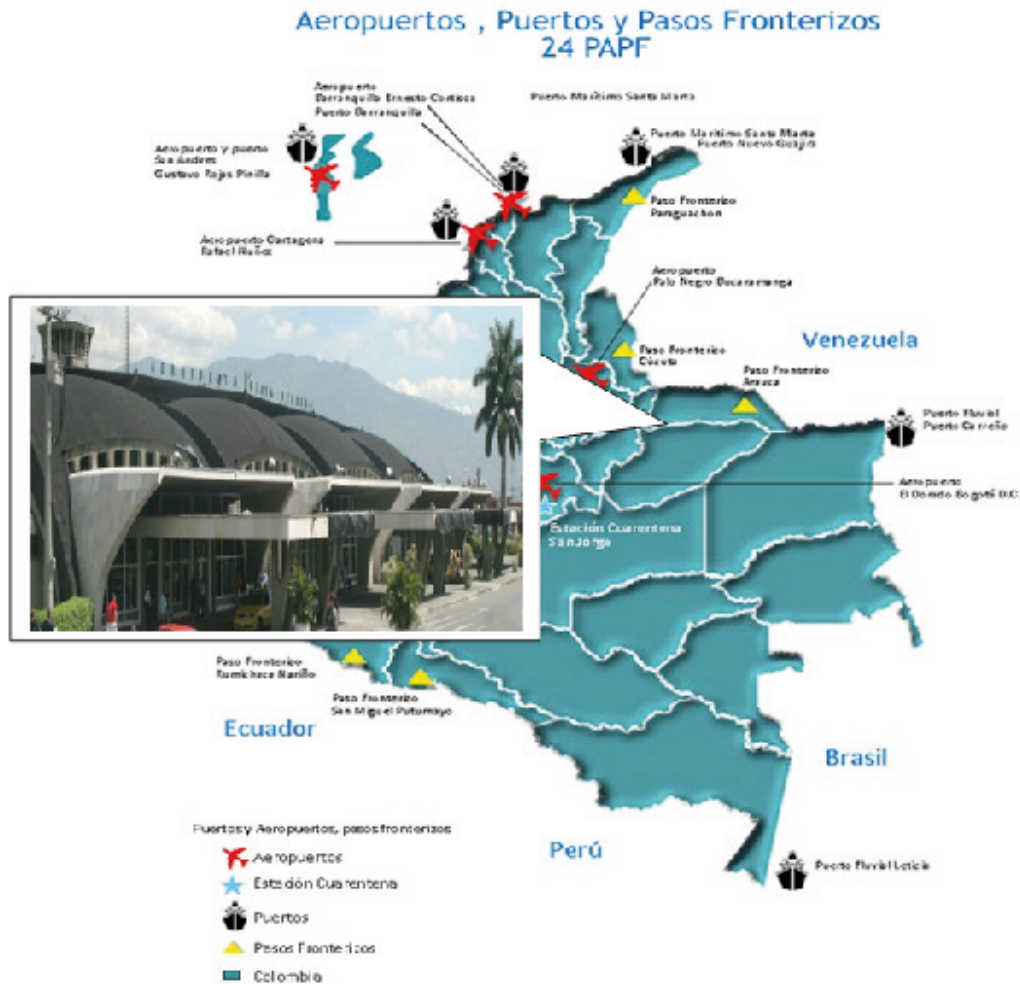 Aeropuertos , Puertos y Pasos Fronterizos
24 PAPF
Aeropuerto
Barranquilla Ernesto Cortissa
Puerto Barranquilla
Puerto Marítimo Santa Marta
Puerto Marítimo Santa Marta
Puerto Nuevo Guajira
Aeropuerto y puerto
San Andres
Gustavo Rojas Pinilla
Paso Fronterizo
Paraguachon
Aeropuerto Cartagena
Rafael Nuñez
Aeropuerto
Palo Negro Bucaramanga
Venezuela
Paso Fronterizo
Cúcuta
Paso Fronterizo
Arauca
Puerto Fluvial
Puerto Carreño
Aeropuerto
El Dorado Bogotá D.C.
Estación Cuarentena
San Jorge
Paso Fronterizo
Rumichaca Nariño
Paso Fronterizo
San Miguel Putumayo
Ecuador
Brasil
Perú
Puerto Fluvial Leticia
Puertos y Aeropuertos, pasos fronterizos
Aeropuertos
Estación Cuarentena
Puertos
Pasos Fronterizos
Colombia